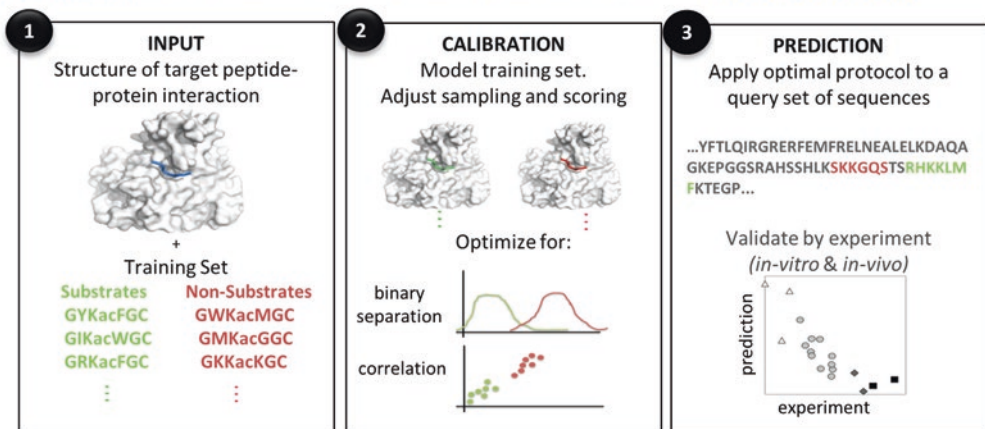 1
INPUT
Structure of target peptide-
protein interaction
+
Training Set
Substrates Non-Substrates
GYKacFGC GWKacMGC
GIKacWGC GMKacGGC
GRKacFGC GKKacKGC
2
CALIBRATION
Model training set.
Adjust sampling and scoring
Optimize for:
binary
separation
correlation
3
PREDICTION
Apply optimal protocol to a
query set of sequences
...YFTLQIRGRERFEMFRELNEALELKDAQA
GKEPGGSRAHSSHLKSKKGQSTSRHKKLM
FKTEGP...
Validate by experiment
(in-vitro & in-vivo)
prediction
experiment